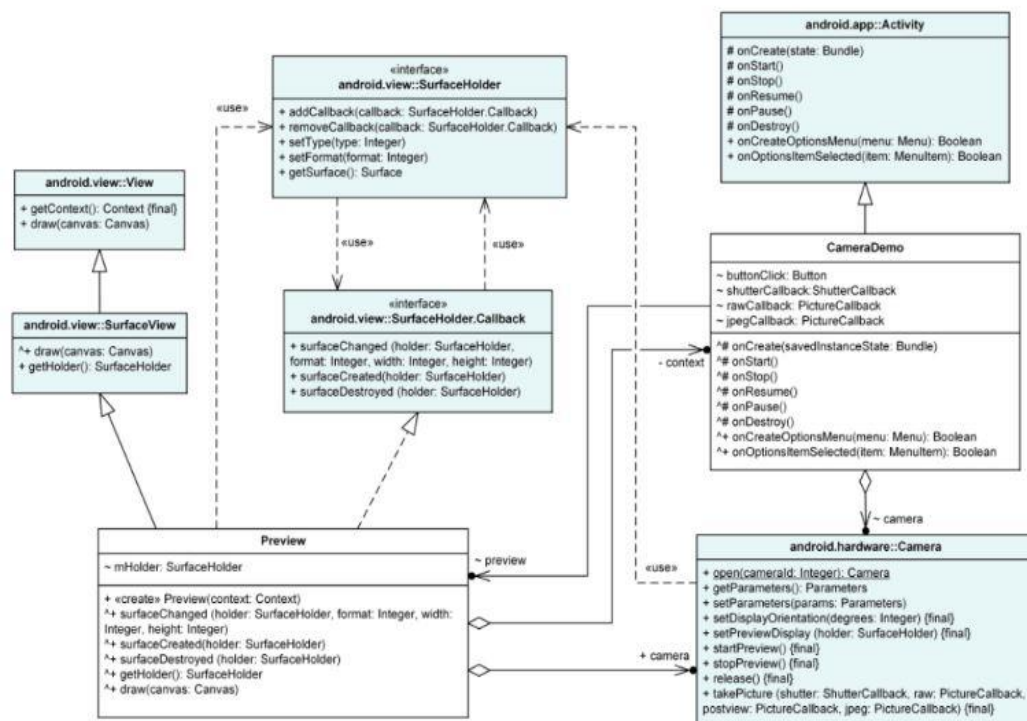 android.app::Activity
# onCreate(state: Bundle)
# onStart()
# onStop()
# onResume()
# onPause()
# onDestroy()
+ onCreateOptionsMenu(menu: Menu): Boolean
+ onOptionsItemSelected(item: MenuItem): Boolean
«interface»
android.view::SurfaceHolder
+ addCallback(callback: SurfaceHolder.Callback)
+ removeCallback(callback: SurfaceHolder.Callback)
+ setType(type: Integer)
+ setFormat(format: Integer)
+ getSurface(): Surface
«use»
android.view::View
+ getContext(): Context {final}
+ draw(canvas: Canvas)
«use»
«use»
CameraDemo
~ buttonClick: Button
~ shutterCallback:ShutterCallback
~ rawCallback: PictureCallback
~ jpegCallback: PictureCallback
^# onCreate(savedInstanceState: Bundle)
^# onStart()
^# onStop()
^# onResume()
^# onPause()
^# onDestroy()
^+ onCreateOptionsMenu(menu: Menu): Boolean
^+ onOptionsItemSelected(item: MenuItem): Boolean
«interface»
android.view::SurfaceHolder.Callback
+ surfaceChanged (holder: SurfaceHolder,
format: Integer, width: Integer, height: Integer)
+ surfaceCreated(holder: SurfaceHolder)
+ surfaceDestroyed (holder: SurfaceHolder)
android.view::SurfaceView
^+ draw(canvas: Canvas)
+ getHolder(): SurfaceHolder
- context
~ camera
Preview
~ mHolder: SurfaceHolder
+ «create» Preview(context: Context)
^+ surfaceChanged (holder: SurfaceHolder, format: Integer, width:
Integer, height: Integer)
^+ surfaceCreated(holder: SurfaceHolder)
^+ surfaceDestroyed (holder: SurfaceHolder)
^+ getHolder(): SurfaceHolder
^+ draw(canvas: Canvas)
~ preview
«use»
+ camera
android.hardware::Camera
+ open(cameraId: Integer): Camera
+ getParameters(): Parameters
+ setParameters(params: Parameters)
+ setDisplayOrientation(degrees: Integer) {final}
+ setPreviewDisplay (holder: SurfaceHolder) {final}
+ startPreview() {final}
+ stopPreview() {final}
+ release() {final}
+ takePicture (shutter: ShutterCallback, raw: PictureCallback,
postview: PictureCallback, jpeg: PictureCallback) {final}